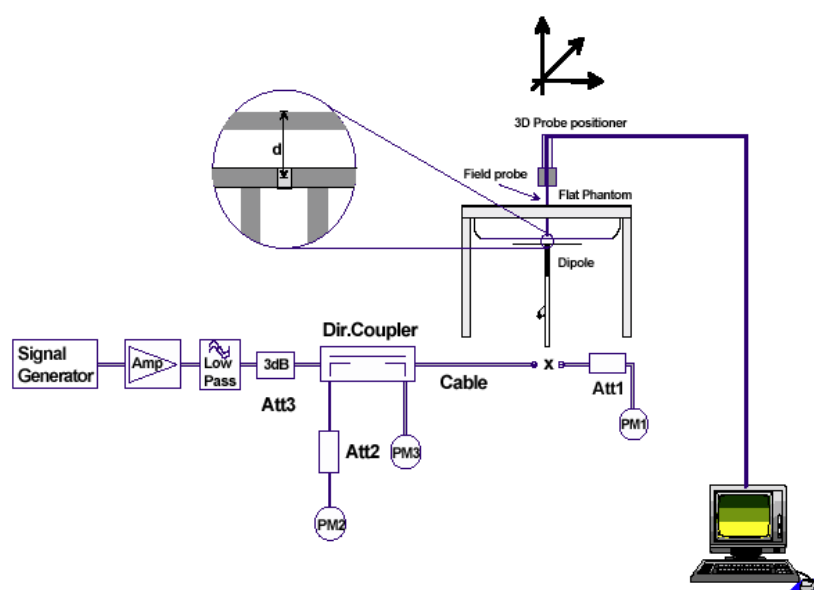 3D Probe positioner
d
Field probe
Flat Phantom
Dipole
Dir.Coupler
Signal
Generator
Amp
Low
Pass
3dB
Att3
Cable
x
Att1
PM1
Att2
PM3
PM2